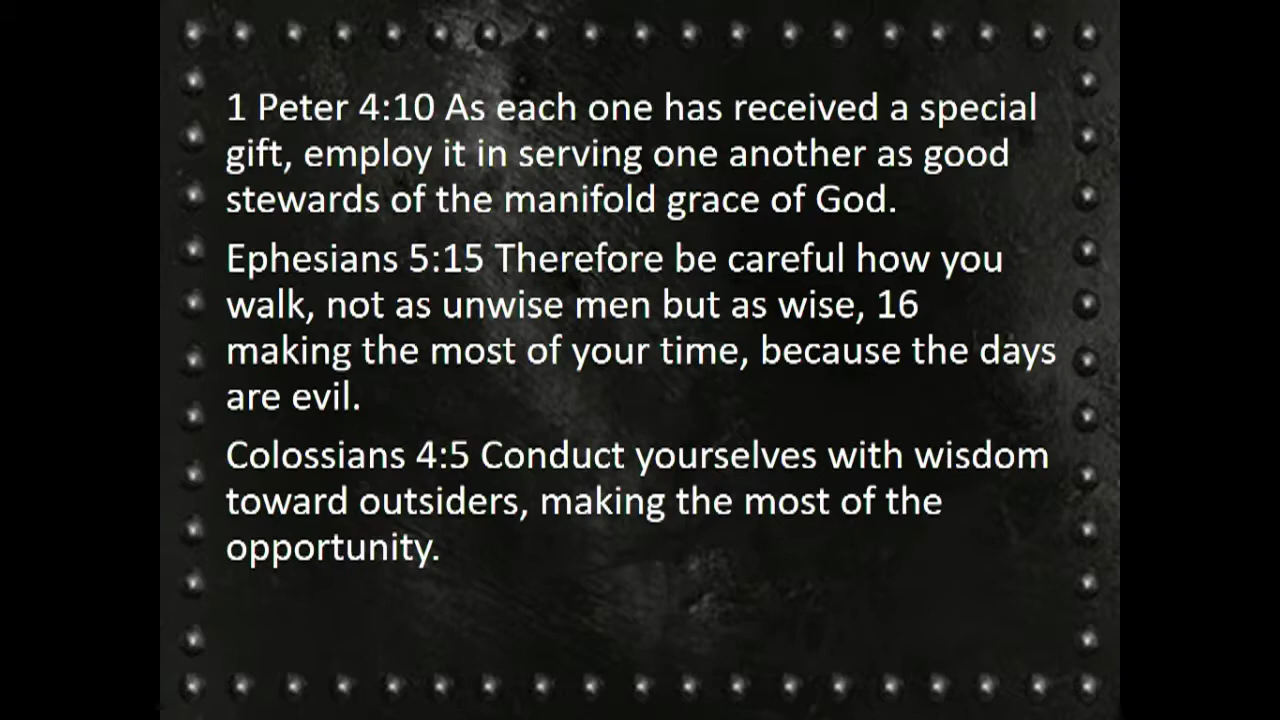 1 Peter 4:10 As each one has received a special
gift, employ it in serving one another as good
stewards of the manifold grace of God.
Ephesians 5:15 Therefore be careful how you
walk, not as unwise men but as wise, 16
making the most of your time, because the days
are evil.
Colossians 4:5 Conduct yourselves with wisdom
toward outsiders, making the most of the
opportunity.